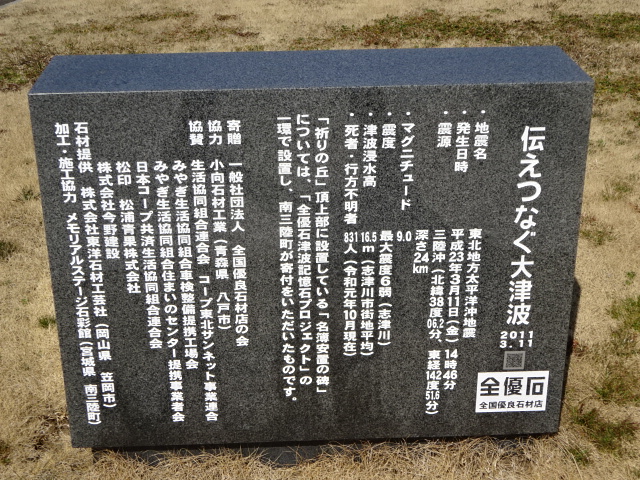 伝えつなぐ大津波
2011
3.11
全優石
全国優良石材店
・地震名 東北地方太平洋沖地震
・発生日時 平成23年3月11日(金) 14時46分
・震源 三陸沖(北緯38度06.2分 東経142度51.6分)
深さ24km
・マグニチュード 9.0
・震度 最大震度6弱(志津川)
・津波浸水高 16.5m(志津川市街地平均)
・死者・行方不明者 831人(令和元年10月現在)
「祈りの丘」頂上部に設置している「名簿安置の碑」
については、「全優石津波記憶石プロジェクト」の
一環で設置し、南三陸町が寄付をいただいたものです。
寄贈 一般社団法人 全国優良石材店の会
協力 小向石材工業(青森県 八戸市)
協賛 生活協同組合連合会 コープ東北サンネット事業連合
みやぎ生活協同組合車検整備提携工場会
みやぎ生活協同組合住まいのセンター提携事業者会
日本コープ共済生活協同組合連合会
松印 松浦青果株式会社
株式会社今野建設
石材提供 株式会社東洋石材工芸社(岡山県 笠岡市)
加工・施工協力 メモリアルステージ石彩館(宮城県 南三陸町)